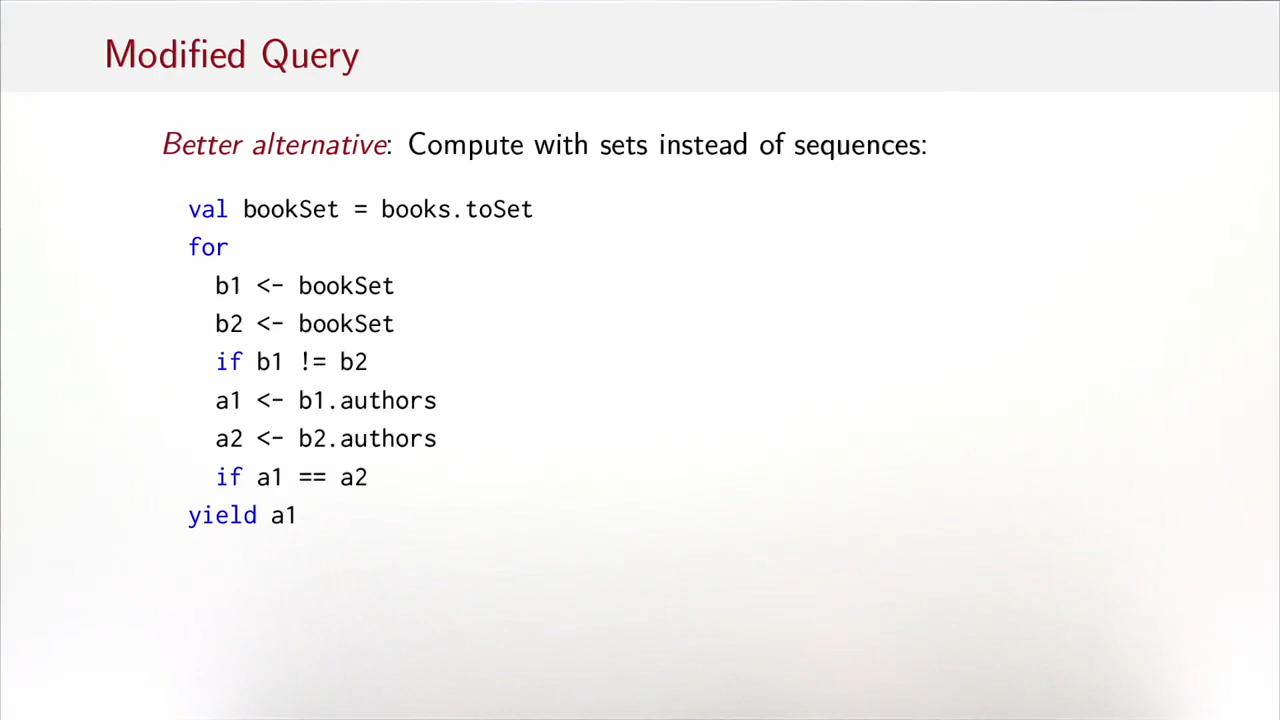 Modified Query
Better alternative: Compute with sets instead of sequences:
val bookSet = books.toSet
for
  b1 <- bookSet
  b2 <- bookSet
  if b1 != b2
  a1 <- b1.authors
  a2 <- b2.authors
  if a1 == a2
yield a1